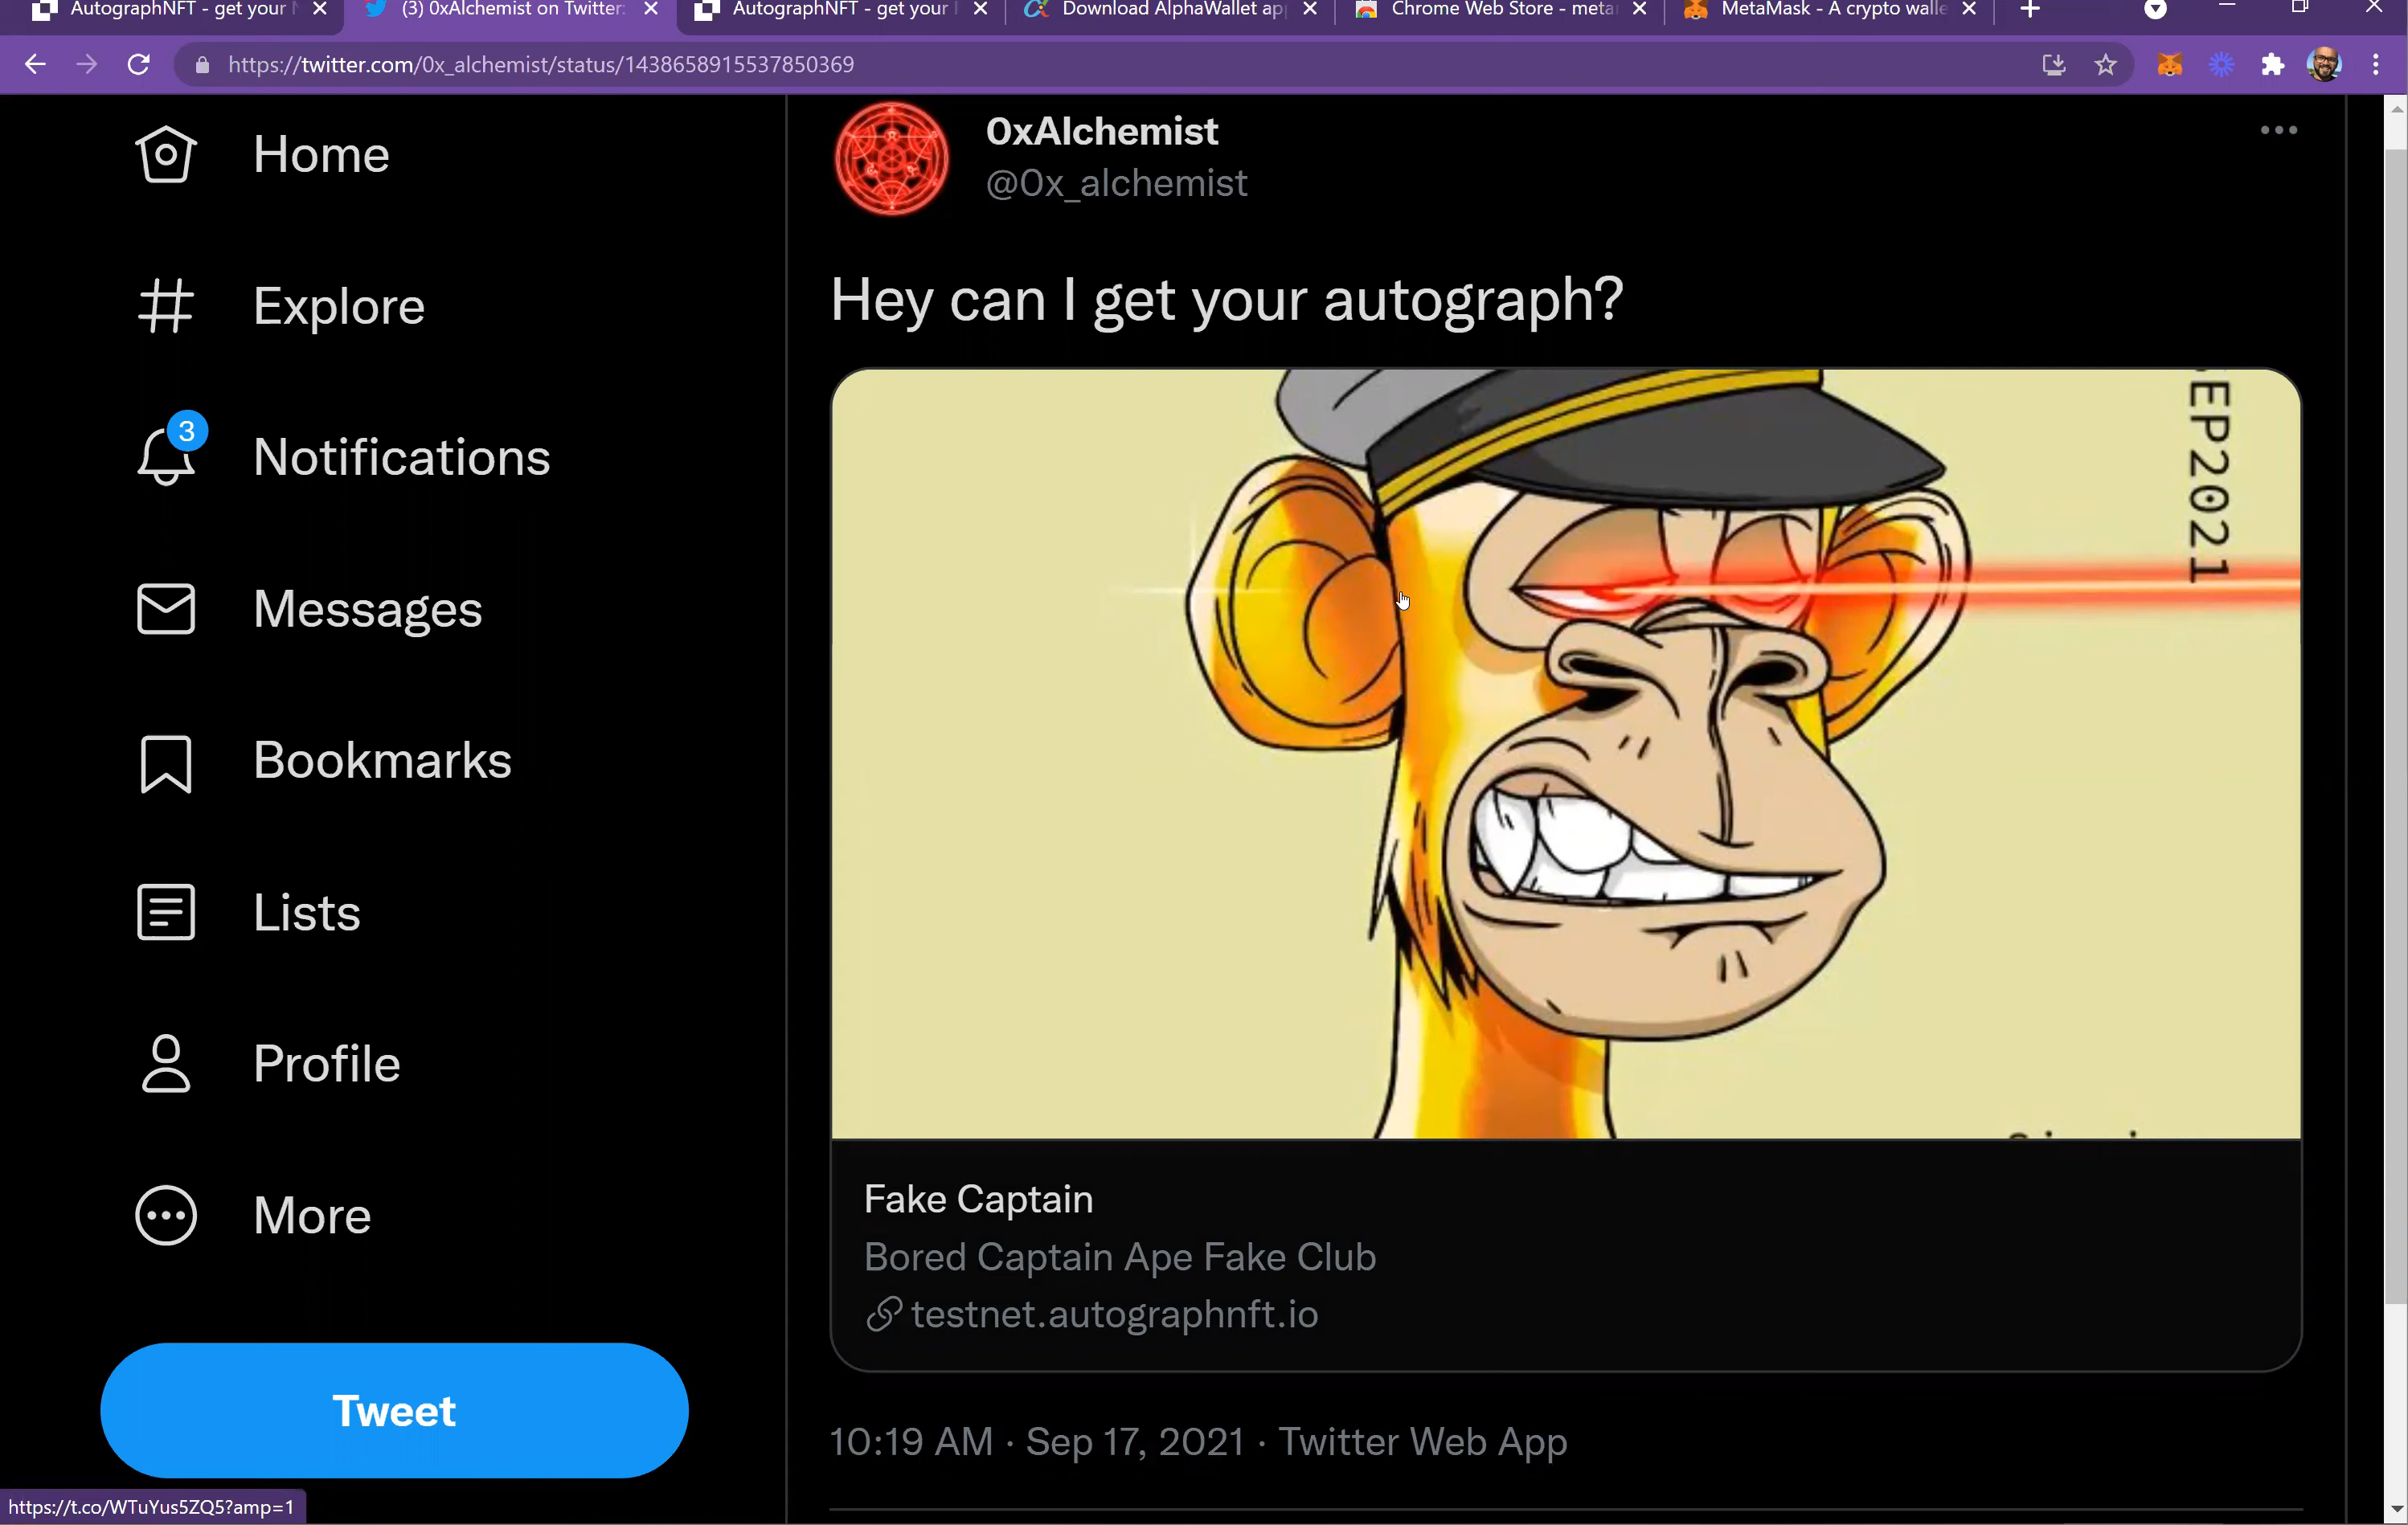 AutographNFT - get your
(3) 0xAlchemist on Twitter:
AutographNFT - get your
Download AlphaWallet ap
Chrome Web Store - meta
MetaMask - A crypto walle
https://twitter.com/0x_alchemist/status/1438658915537850369
Home
Explore
3
Notifications
Messages
Bookmarks
Lists
Profile
More
Tweet
0xAlchemist
@0x_alchemist
Hey can I get your autograph?
EP2021
Fake Captain
Bored Captain Ape Fake Club
testnet.autographnft.io
10:19 AM · Sep 17, 2021 · Twitter Web App
https://t.co/WTuYus5ZQ5?amp=1